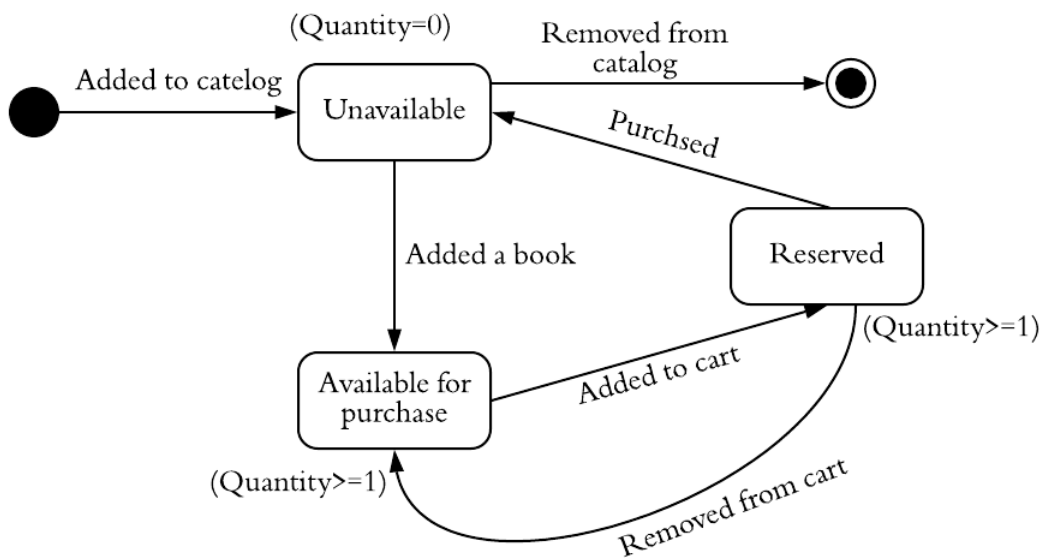 (Quantity=0)
Removed from
catalog
Added to catelog
Unavailable
Purchsed
Reserved
Added a book
(Quantity>=1)
Available for
purchase
Added to cart
(Quantity>=1)
Removed from cart